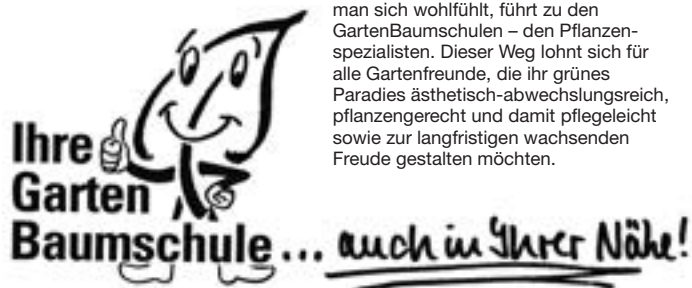 man sich wohlfühlt, führt zu den
GartenBaumschulen – den Pflanzen-
spezialisten. Dieser Weg lohnt sich für
alle Gartenfreunde, die ihr grünes
Paradies ästhetisch-abwechslungsreich,
pflanzengerecht und damit pflegeleicht
sowie zur langfristigen wachsenden
Freude gestalten möchten.
Ihre
Garten
Baumschule... auch in Ihrer Nähe!